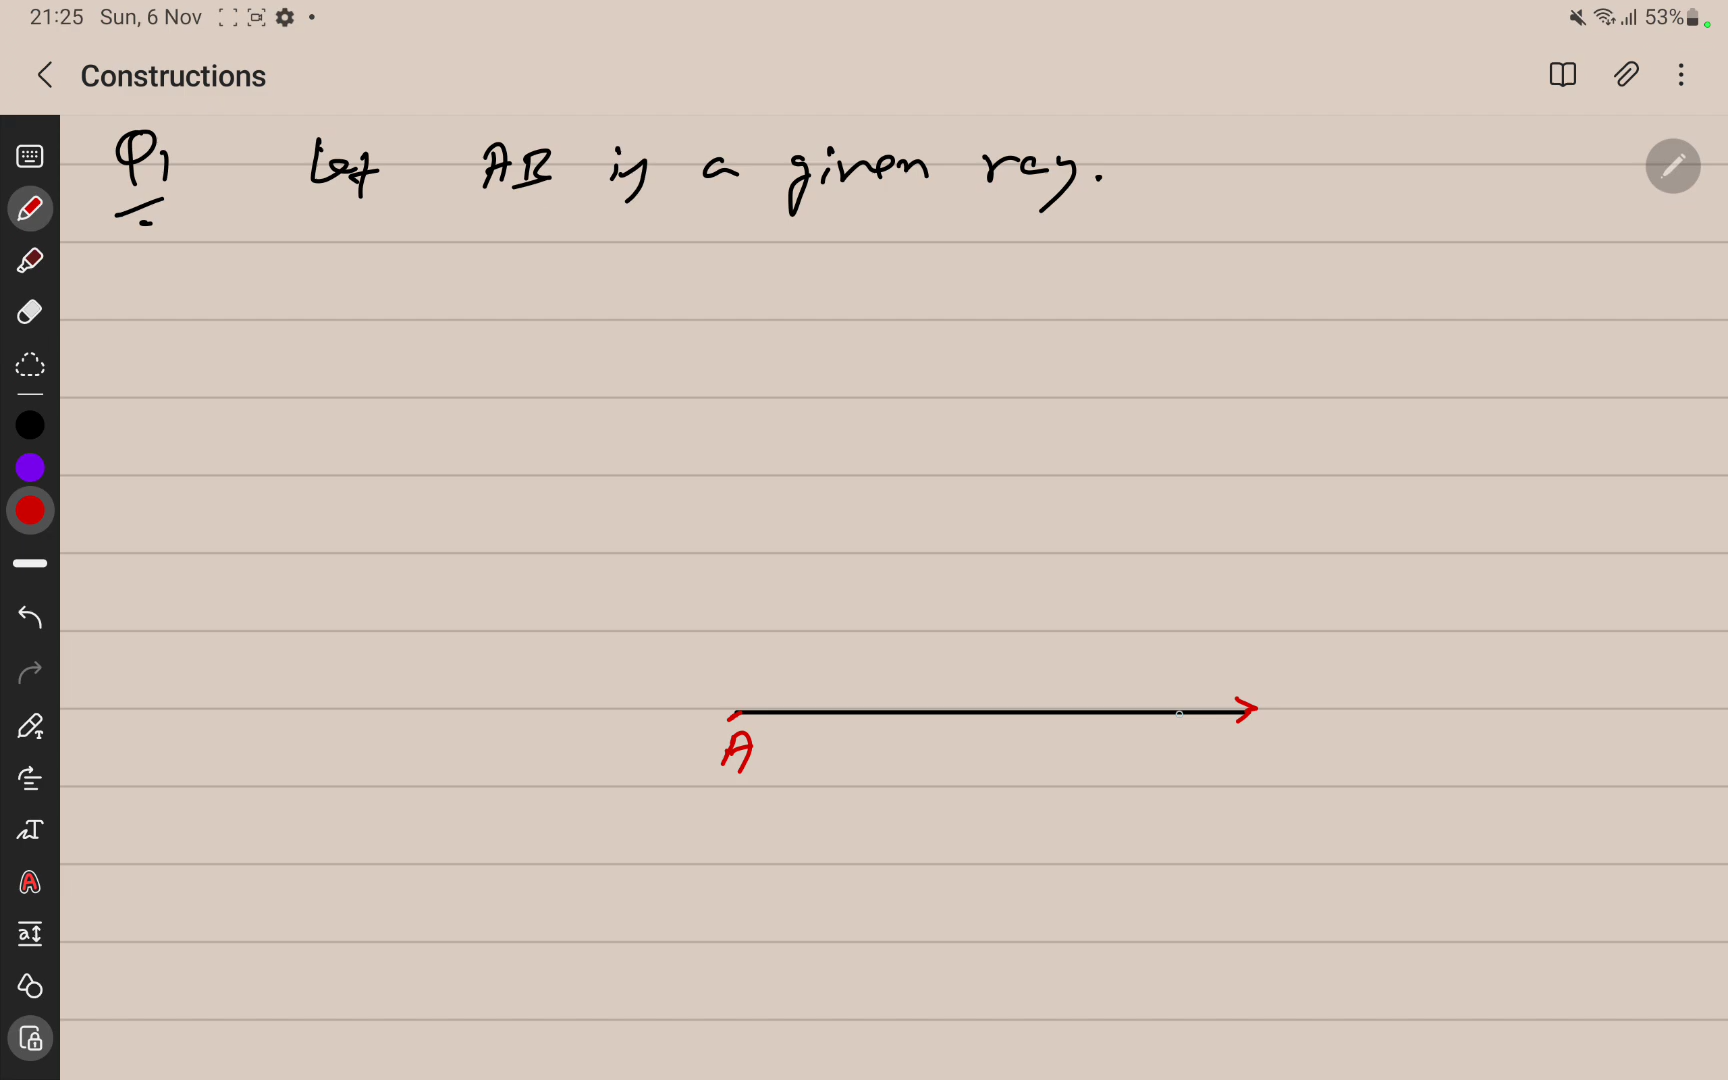 21:25 Sun, 6 Nov 53%
Constructions
Q1 Let AB is a given ray.
A